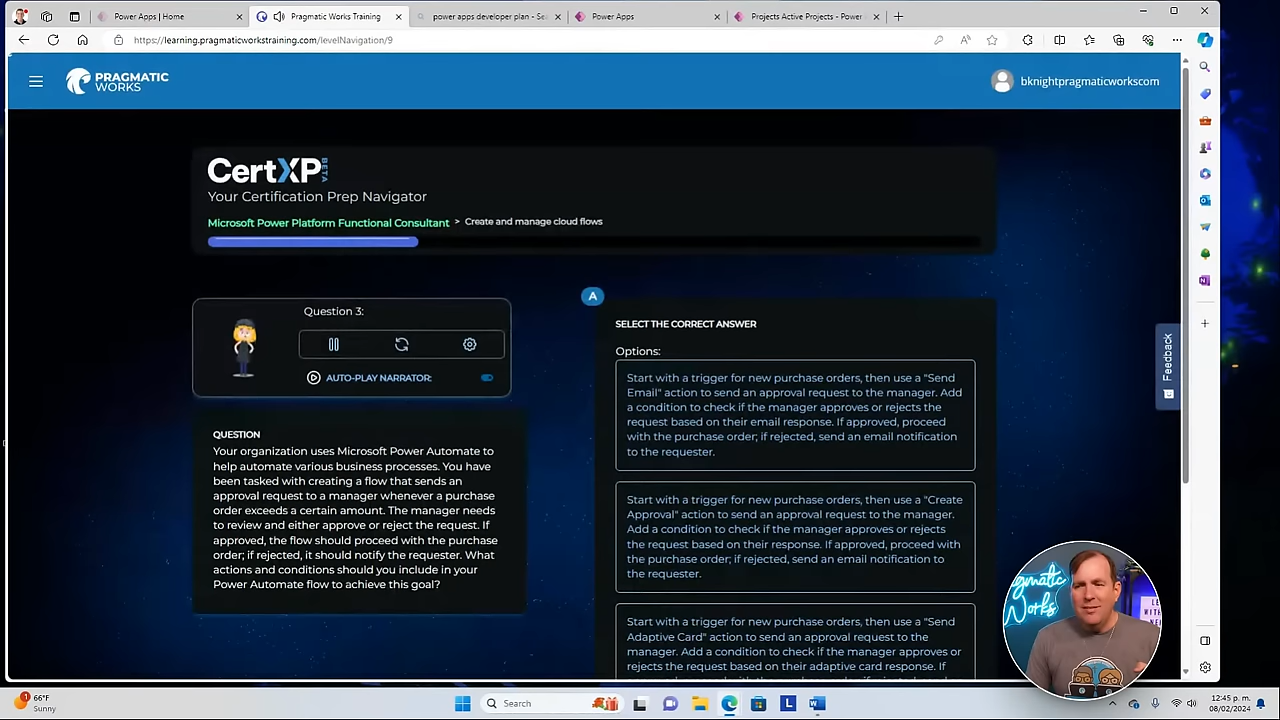 Power Apps | Home
Pragmatic Works Training
power apps developer plan - Se
Power Apps
Projects Active Projects - Power
https://learning.pragmaticworkstraining.com/levelNavigation/9
PRAGMATIC
WORKS
bknightpragmaticworkscom
CertXP BETA
Your Certification Prep Navigator
Microsoft Power Platform Functional Consultant > Create and manage cloud flows
Question 3:
AUTO-PLAY NARRATOR:
QUESTION
Your organization uses Microsoft Power Automate to
help automate various business processes. You have
been tasked with creating a flow that sends an
approval request to a manager whenever a purchase
order exceeds a certain amount. The manager needs
to review and either approve or reject the request. If
approved, the flow should proceed with the purchase
order; if rejected, it should notify the requester. What
actions and conditions should you include in your
Power Automate flow to achieve this goal?
A
SELECT THE CORRECT ANSWER
Options:
Start with a trigger for new purchase orders, then use a "Send
Email" action to send an approval request to the manager. Add
a condition to check if the manager approves or rejects the
request based on their email response. If approved, proceed
with the purchase order; if rejected, send an email notification
to the requester.
Start with a trigger for new purchase orders, then use a "Create
Approval" action to send an approval request to the manager.
Add a condition to check if the manager approves or rejects
the request based on their response. If approved, proceed with
the purchase order; if rejected, send an email notification to
the requester.
Start with a trigger for new purchase orders, then use a "Send
Adaptive Card" action to send an approval request to the
manager. Add a condition to check if the manager approves or
rejects the request based on their adaptive card response. If
Feedback
Works
66°F
Sunny
Search
12:45 p.m.
08/02/2024